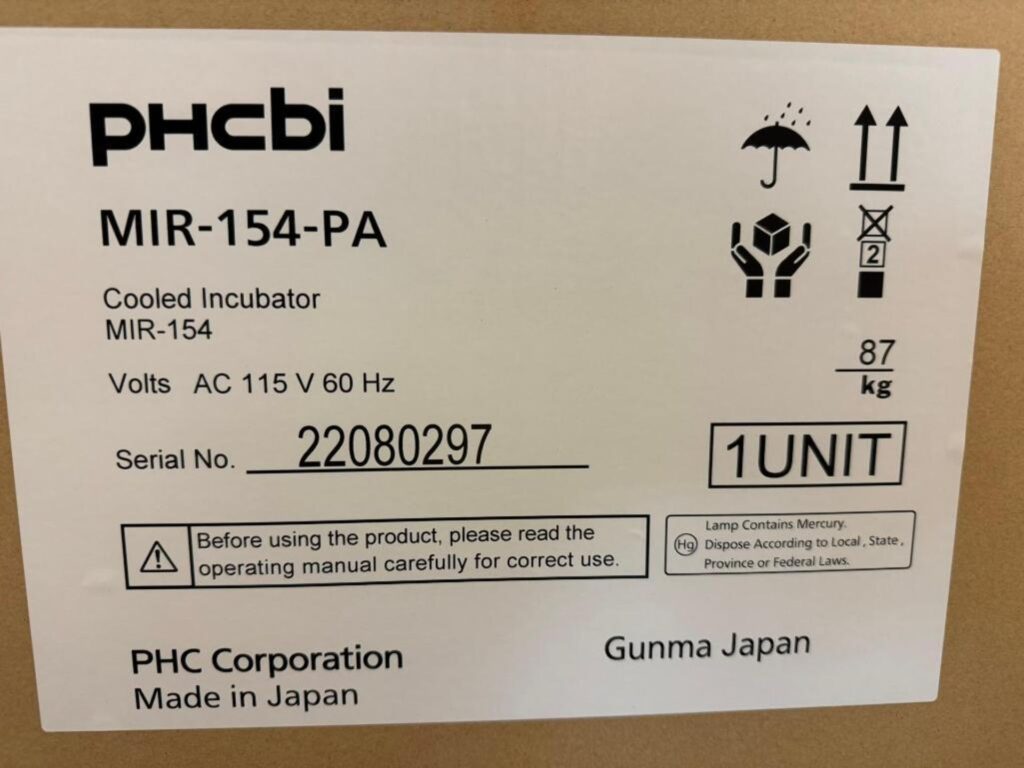 PHCbi
MIR-154-PA
Cooled Incubator
MIR-154
Volts AC 115 V 60 Hz
Serial No. 22080297
2
87
kg
1UNIT
Before using the product, please read the
operating manual carefully for correct use.
Hg
Lamp Contains Mercury.
Dispose According to Local, State,
Province or Federal Laws.
PHC Corporation
Made in Japan
Gunma Japan